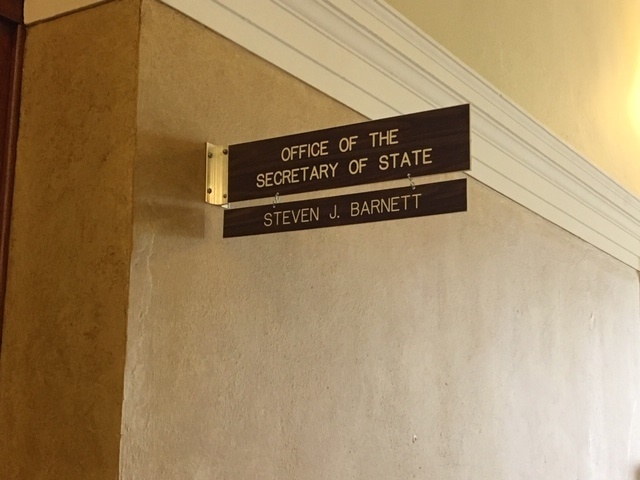 OFFICE OF THE
SECRETARY OF STATE
STEVEN J. BARNETT